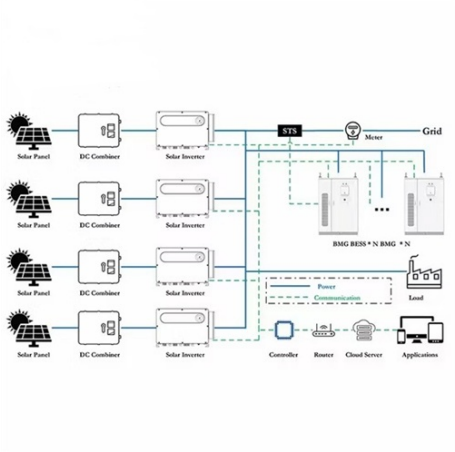 STS
Meter
Grid
Solar Panel
DC Combiner
Solar Inverter
BMG BESS * N BMG * N
Solar Panel
DC Combiner
Solar Inverter
Solar Panel
DC Combiner
Solar Inverter
Power
Communication
Load
Solar Panel
DC Combiner
Solar Inverter
Controller
Router
Cloud Server
Applications